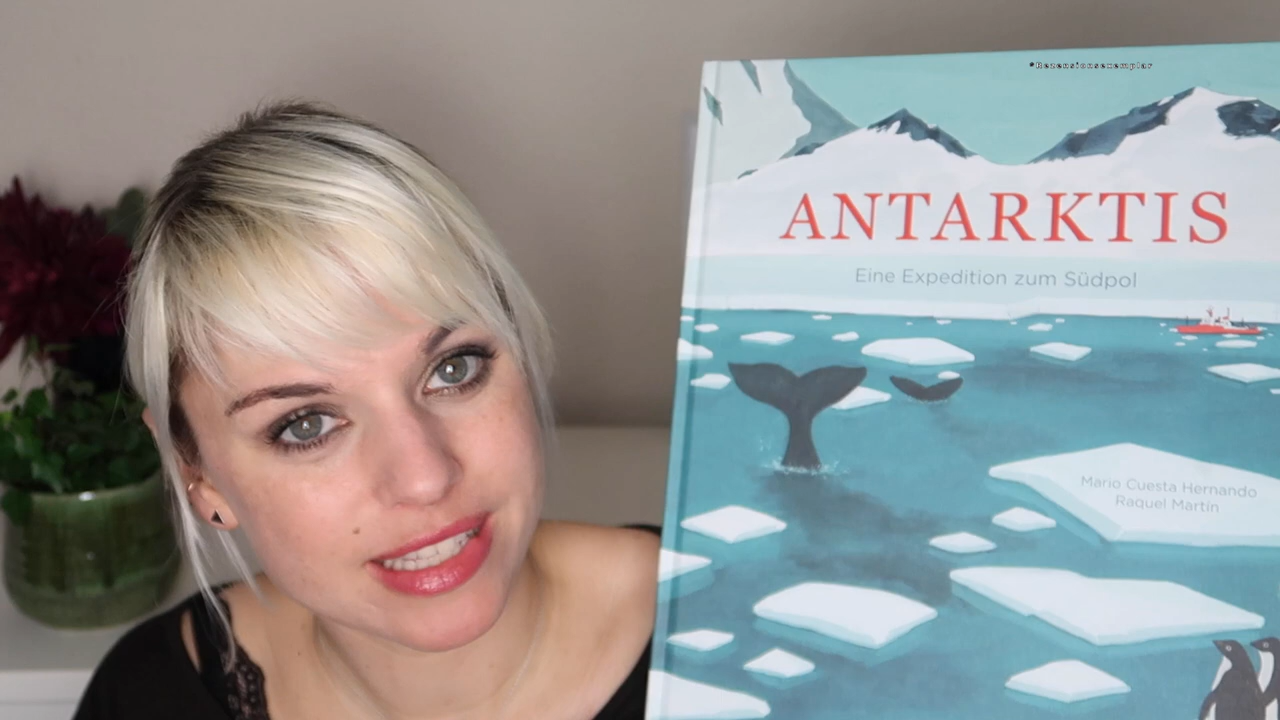 *Rezensionsexemplar
ANTARKTIS
Eine Expedition zum Südpol
Mario Cuesta Hernando
Raquel Martín